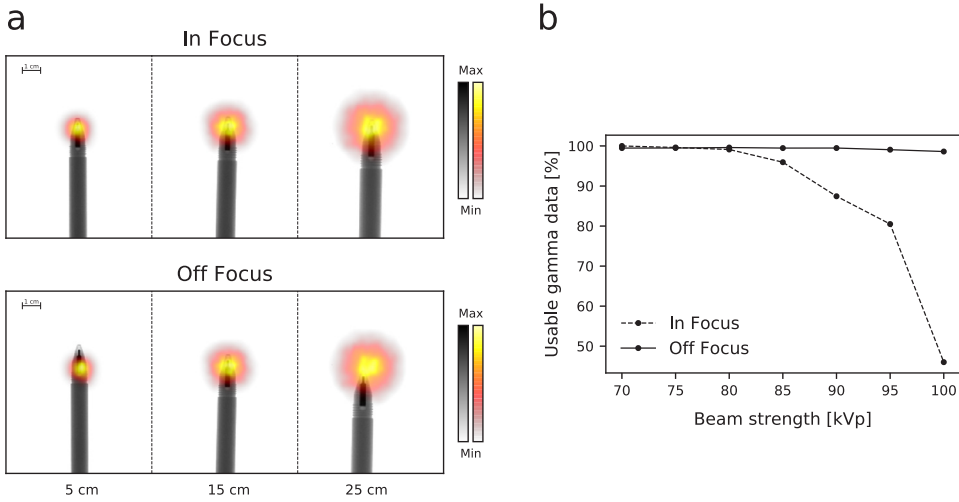 a
In Focus
1 cm
Max
Min
Off Focus
1 cm
Max
Min
5 cm
15 cm
25 cm
b
Usable gamma data [%]
100
90
80
70
60
50
In Focus
Off Focus
70
75
80
85
90
95
100
Beam strength [kVp]